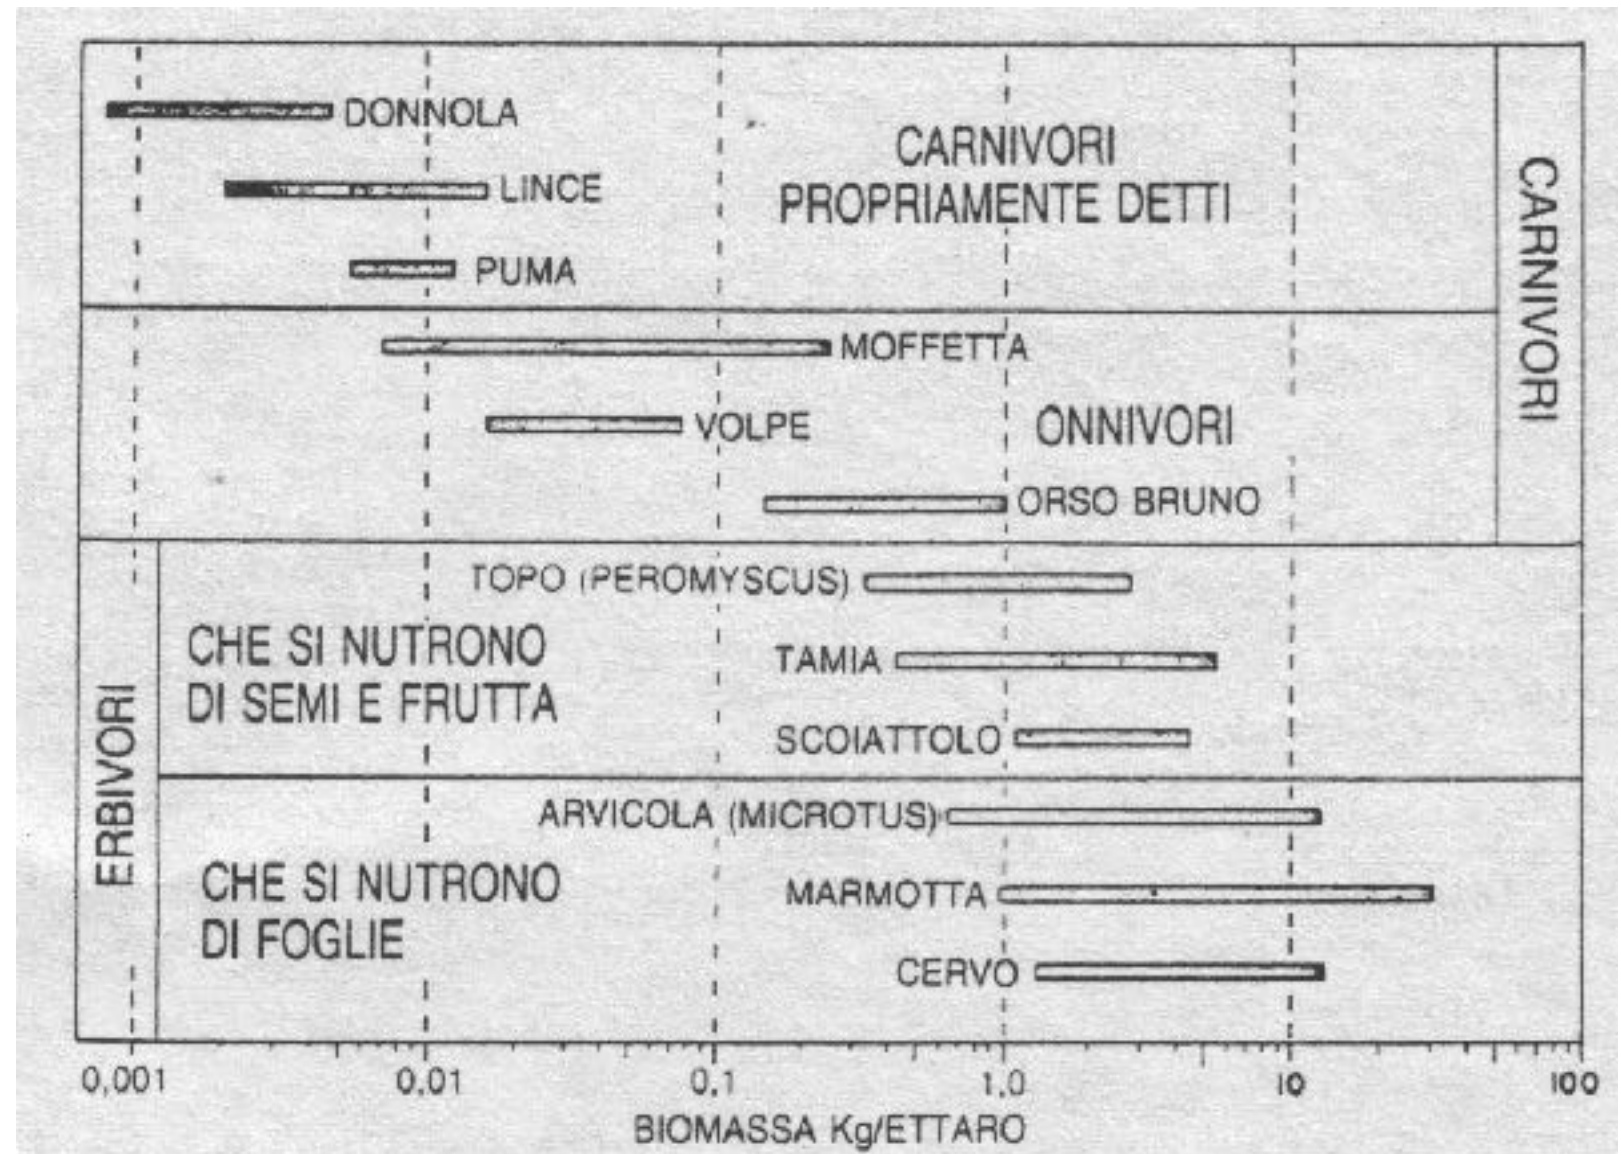 DONNOLA
LINCE
PUMA
CARNIVORI
PROPRIAMENTE DETTI
CARNIVORI
MOFFETTA
VOLPE
ONNIVORI
ORSO BRUNO
ERBIVORI
TOPO (PEROMYSCUS)
CHE SI NUTRONO
DI SEMI E FRUTTA
TAMIA
SCOIATTOLO
ARVICOLA (MICROTUS)
CHE SI NUTRONO
DI FOGLIE
MARMOTTA
CERVO
0,001 0,01 0,1 1,0 10 100
BIOMASSA Kg/ETTARO